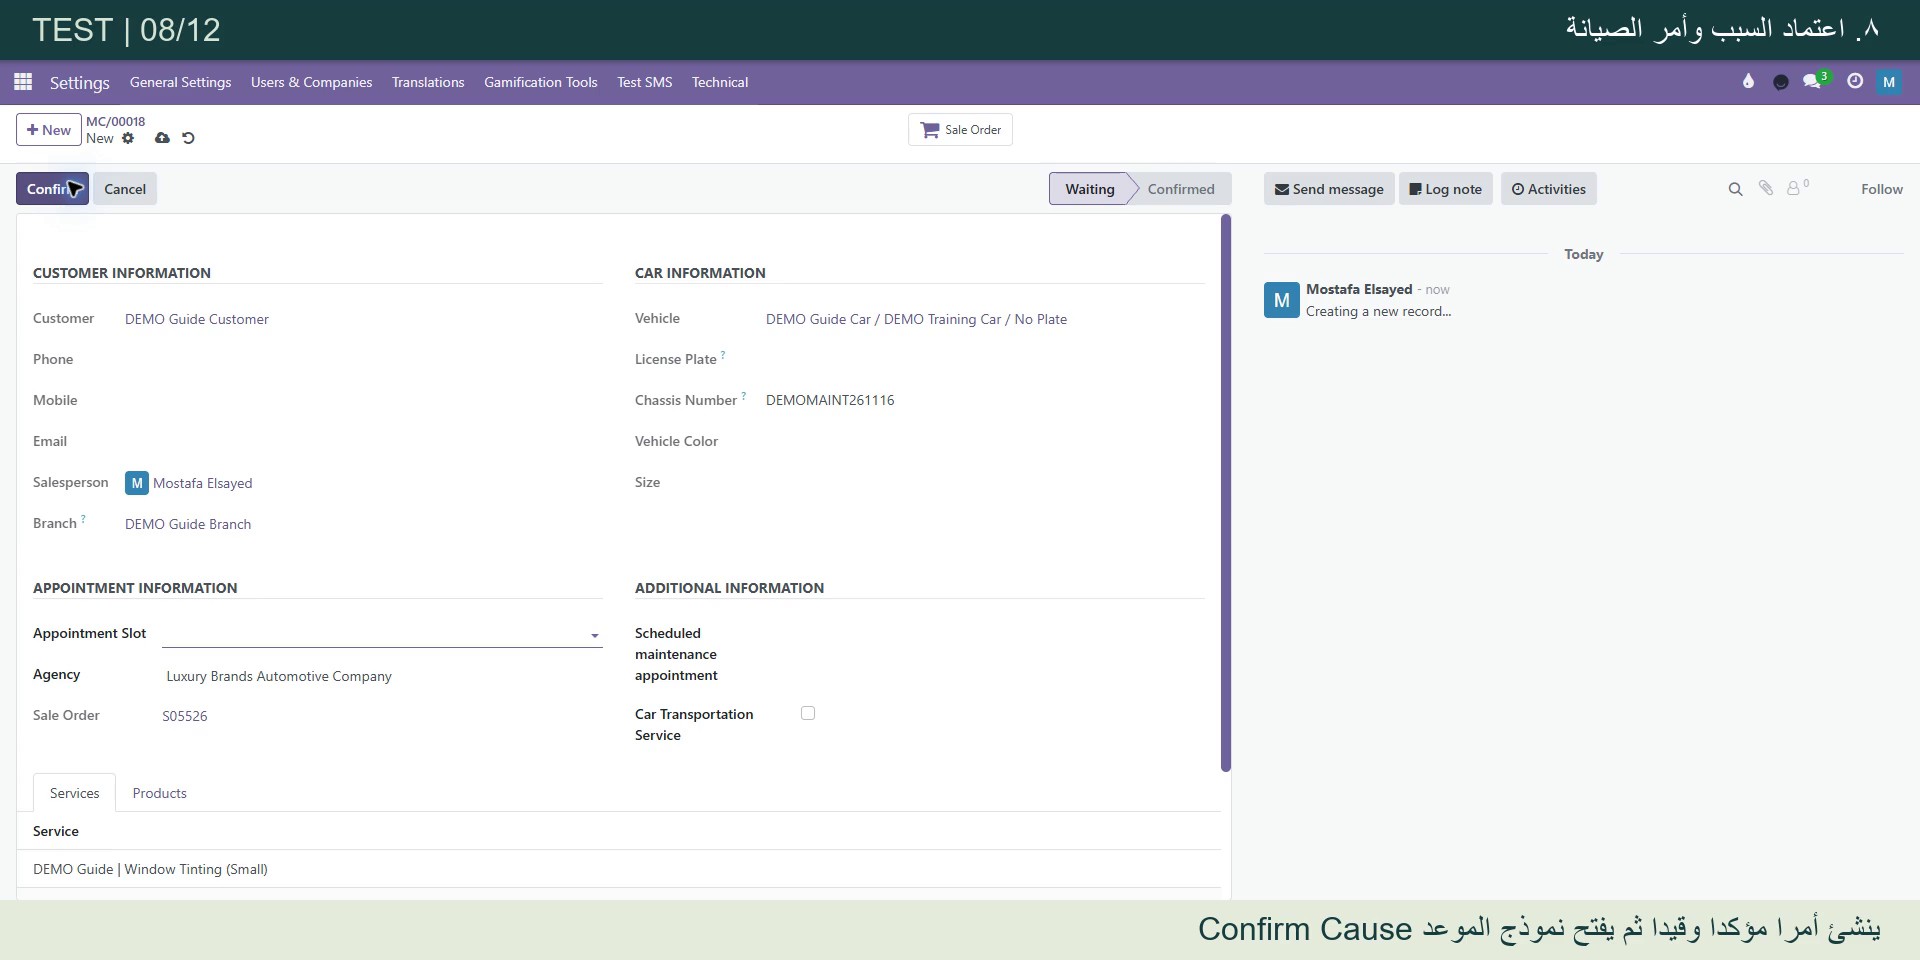 TEST | 08/12
٨. اعتماد السبب وأمر الصيانة
Settings General Settings Users & Companies Translations Gamification Tools Test SMS Technical 3 M
New MC/00018
New
Sale Order
Cancel
Waiting Confirmed
Send message Log note Activities 0 Follow
Today
M Mostafa Elsayed - now
Creating a new record...
CUSTOMER INFORMATION
Customer DEMO Guide Customer
Phone
Mobile
Email
Salesperson M Mostafa Elsayed
Branch ? DEMO Guide Branch
CAR INFORMATION
Vehicle DEMO Guide Car / DEMO Training Car / No Plate
License Plate ?
Chassis Number ? DEMOMAINT261116
Vehicle Color
Size
APPOINTMENT INFORMATION
Appointment Slot
Agency Luxury Brands Automotive Company
Sale Order S05526
ADDITIONAL INFORMATION
Scheduled
maintenance
appointment
Car Transportation
Service
Services Products
Service
DEMO Guide | Window Tinting (Small)
ينشئ أمرا مؤكدا وقيدا ثم يفتح نموذج الموعد Confirm Cause